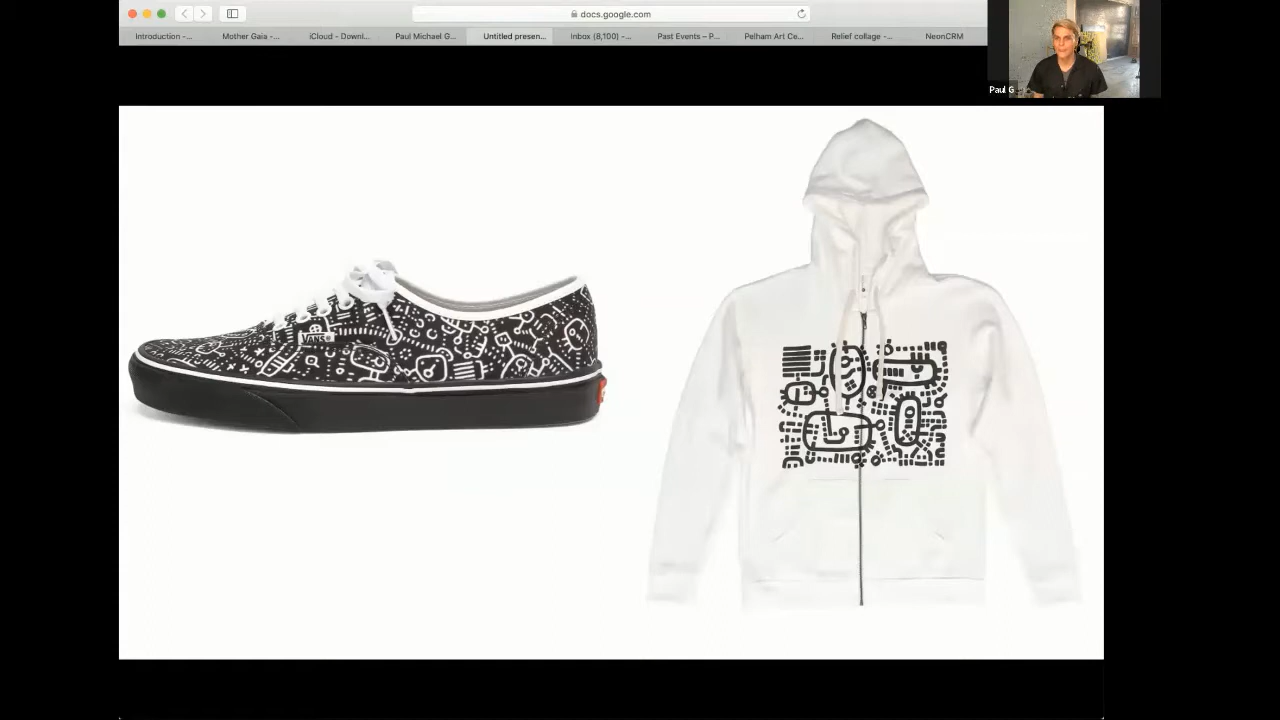 docs.google.com
Introduction -...
Mother Gaia -...
iCloud - Downl...
Paul Michael G...
Untitled presen...
Inbox (8,100) -...
Past Events – P...
Pelham Art Ce...
Relief collage -...
NeonCRM
Paul G
VANS